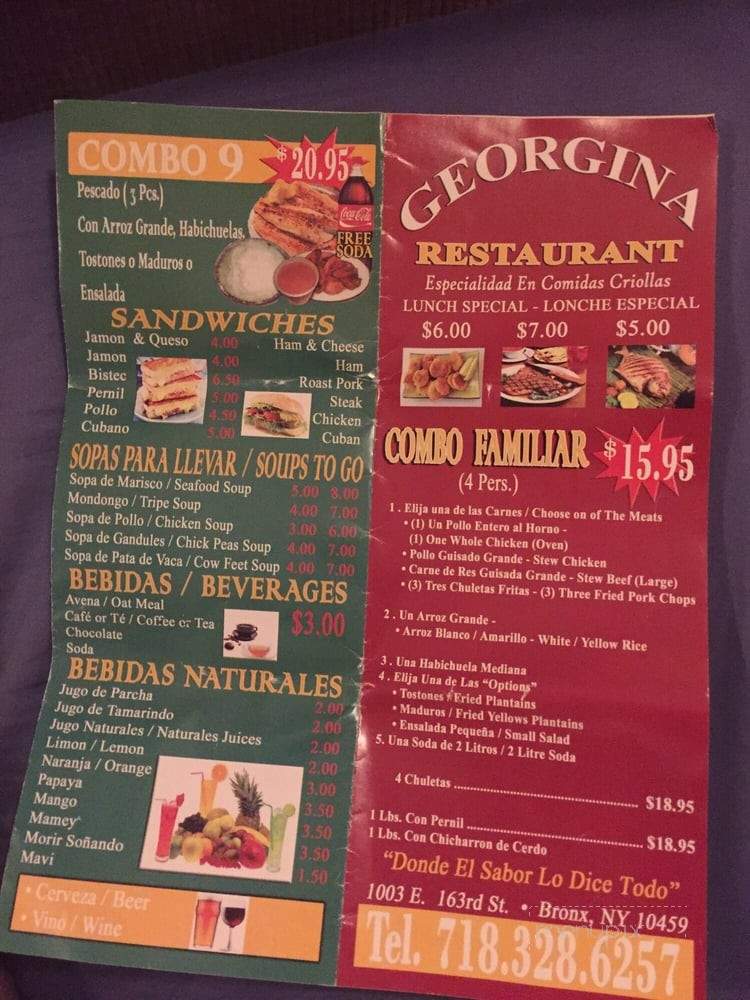 COMBO 9
$20.95
Pescado ( 3 Pcs.)
Con Arroz Grande, Habichuelas,
Tostones o Maduros o
Ensalada
Coca-Cola
FREE
SODA
SANDWICHES
Jamon & Queso 4.00 Ham & Cheese
Jamon 4.00 Ham
Bistec 6.50 Roast Pork
Pernil 5.00 Steak
Pollo 4.50 Chicken
Cubano 5.00 Cuban
SOPAS PARA LLEVAR / SOUPS TO GO
Sopa de Marisco / Seafood Soup 5.00 8.00
Mondongo / Tripe Soup 4.00 7.00
Sopa de Pollo / Chicken Soup 3.00 6.00
Sopa de Gandules / Chick Peas Soup 4.00 7.00
Sopa de Pata de Vaca / Cow Feet Soup 4.00 7.00
BEBIDAS / BEVERAGES
Avena / Oat Meal
Café or Té / Coffee or Tea
Chocolate
Soda
$3.00
BEBIDAS NATURALES
Jugo de Parcha 2.00
Jugo de Tamarindo 2.00
Jugo Naturales / Naturales Juices 2.00
Limon / Lemon 2.00
Naranja / Orange 3.00
Papaya 3.50
Mango 3.50
Mamey 3.50
Morir Soñando 1.50
Mavi
• Cerveza / Beer
• Vino / Wine
GEORGINA
RESTAURANT
Especialidad En Comidas Criollas
LUNCH SPECIAL - LONCHE ESPECIAL
$6.00 $7.00 $5.00
COMBO FAMILIAR $15.95
(4 Pers.)
1 . Elija una de las Carnes / Choose on of The Meats
• (1) Un Pollo Entero al Horno -
(1) One Whole Chicken (Oven)
• Pollo Guisado Grande - Stew Chicken
• Carne de Res Guisada Grande - Stew Beef (Large)
• (3) Tres Chuletas Fritas - (3) Three Fried Pork Chops
2 . Un Arroz Grande -
• Arroz Blanco / Amarillo - White / Yellow Rice
3 . Una Habichuela Mediana
4 . Elija Una de Las “Options”
• Tostones / Fried Plantains
• Maduros / Fried Yellows Plantains
• Ensalada Pequeña / Small Salad
5. Una Soda de 2 Litros / 2 Litre Soda
4 Chuletas ........ $18.95
1 Lbs. Con Pernil ........ $18.95
1 Lbs. Con Chicharron de Cerdo
“Donde El Sabor Lo Dice Todo”
1003 E. 163rd St. • Bronx, NY 10459
Tel. 718.328.6257